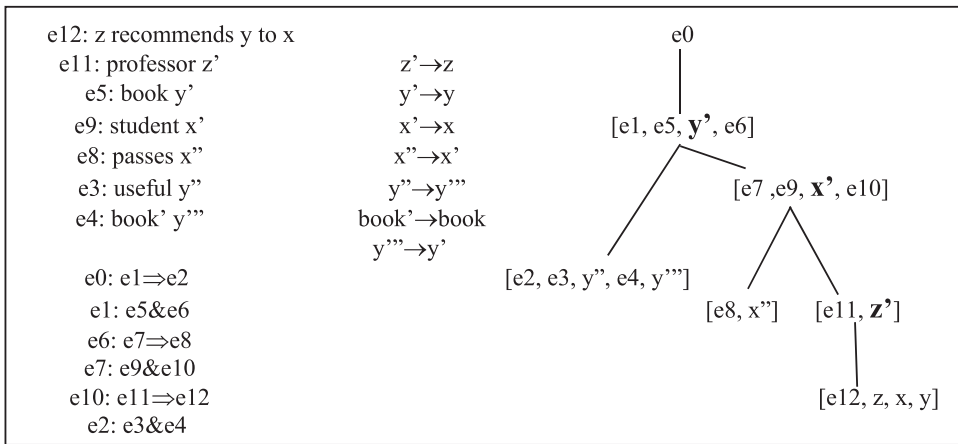 e12: z recommends y to x
e11: professor z’ z’→z
e5: book y’ y’→y
e9: student x’ x’→x
e8: passes x” x”→x’
e3: useful y” y”→y’”
e4: book’ y’” book’→book
y’”→y’
e0: e1⇒e2
e1: e5&e6
e6: e7⇒e8
e7: e9&e10
e10: e11⇒e12
e2: e3&e4
e0
[e1, e5, y’, e6]
[e7 ,e9, x’, e10]
[e2, e3, y”, e4, y’”]
[e8, x”] [e11, z’]
[e12, z, x, y]